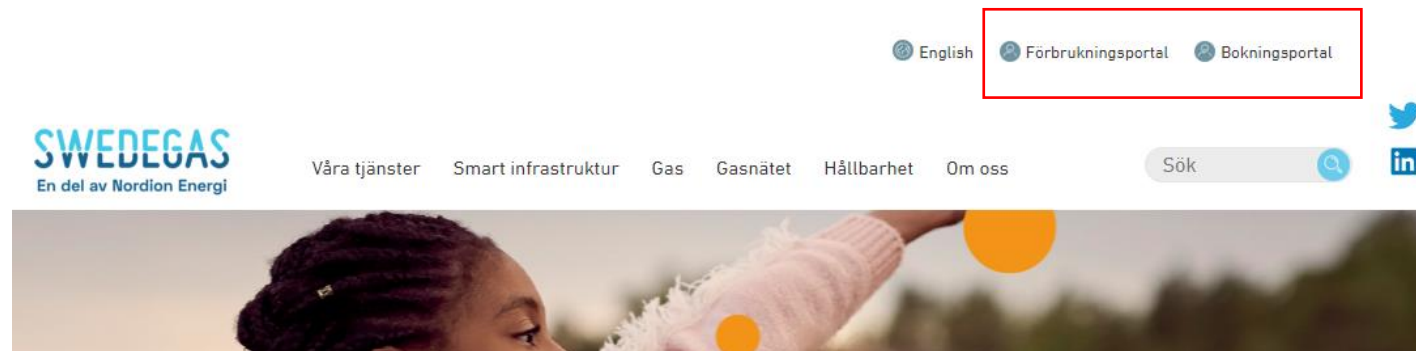 English Förbrukningsportal Bokningsportal
SWEDEGAS
En del av Nordion Energi
Våra tjänster Smart infrastruktur Gas Gasnätet Hållbarhet Om oss
Sök
in